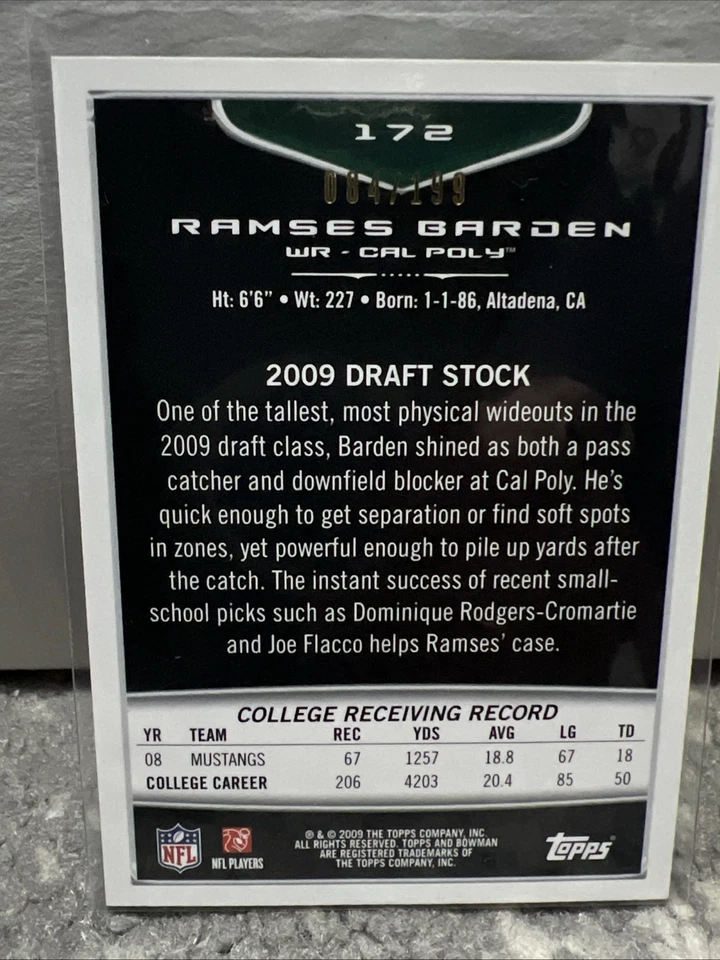 172
084/199
RAMSES BARDEN
WR - CAL POLY™
Ht: 6'6" • Wt: 227 • Born: 1-1-86, Altadena, CA
2009 DRAFT STOCK
One of the tallest, most physical wideouts in the
2009 draft class, Barden shined as both a pass
catcher and downfield blocker at Cal Poly. He's
quick enough to get separation or find soft spots
in zones, yet powerful enough to pile up yards after
the catch. The instant success of recent small-
school picks such as Dominique Rodgers-Cromartie
and Joe Flacco helps Ramses' case.
COLLEGE RECEIVING RECORD
YR TEAM REC YDS AVG LG TD
08 MUSTANGS 67 1257 18.8 67 18
COLLEGE CAREER 206 4203 20.4 85 50
NFL
NFL PLAYERS
® & © 2009 THE TOPPS COMPANY, INC.
ALL RIGHTS RESERVED. TOPPS AND BOWMAN
ARE REGISTERED TRADEMARKS OF
THE TOPPS COMPANY, INC.
Topps®